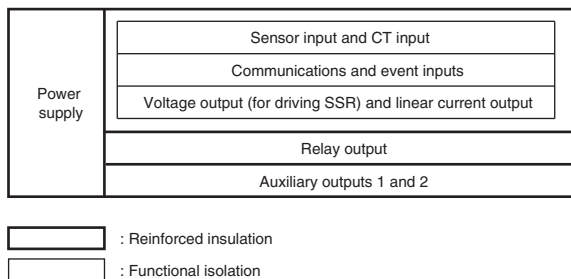 Sensor input and CT input
Communications and event inputs
Power
supply
Voltage output (for driving SSR) and linear current output
Relay output
Auxiliary outputs 1 and 2
: Reinforced insulation
: Functional isolation